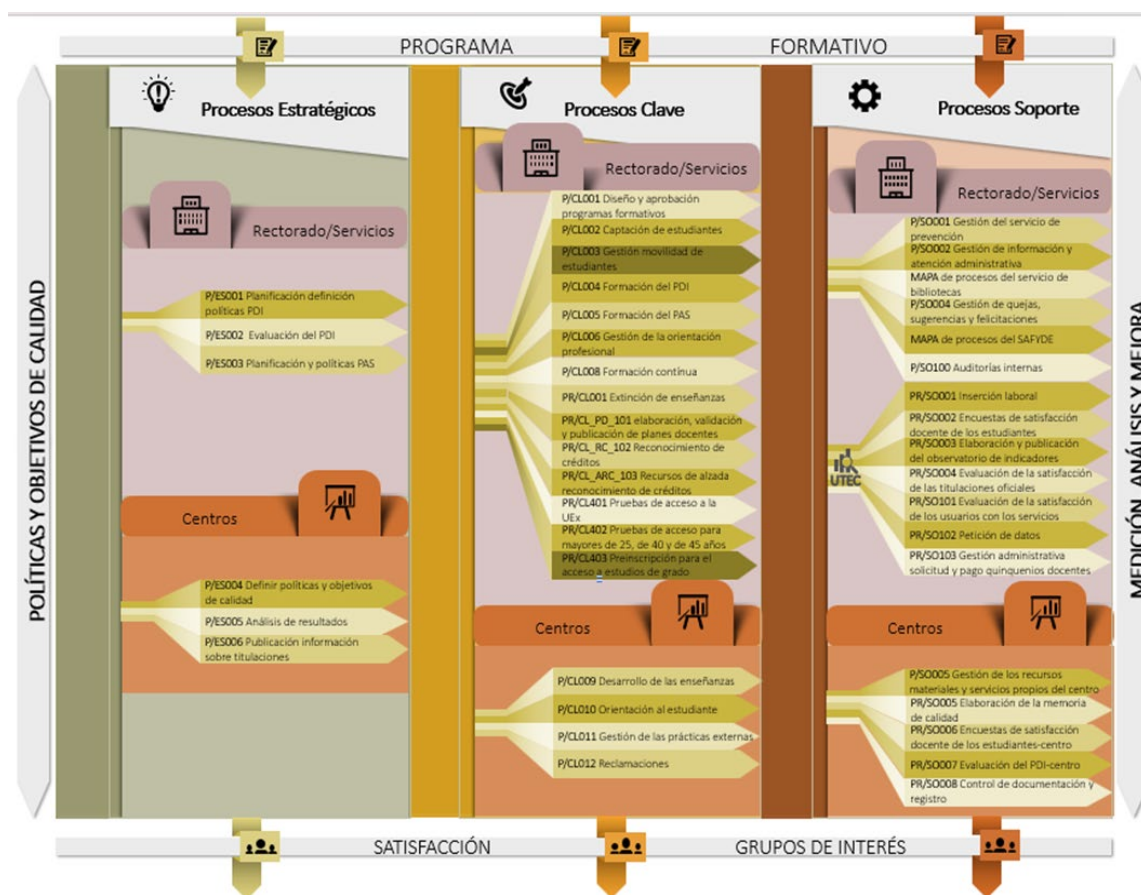 PROGRAMA
FORMATIVO
POLÍTICAS Y OBJETIVOS DE CALIDAD
Procesos Estratégicos
Rectorado/Servicios
P/ES001 Planificación definición
políticas PDI
P/ES002 Evaluación del PDI
P/ES003 Planificación y políticas PAS
Centros
P/ES004 Definir políticas y objetivos
de calidad
P/ES005 Análisis de resultados
P/ES006 Publicación información
sobre titulaciones
Procesos Clave
Rectorado/Servicios
P/CL001 Diseño y aprobación
programas formativos
P/CL002 Captación de estudiantes
P/CL003 Gestión movilidad de
estudiantes
P/CL004 Formación del PDI
P/CL005 Formación del PAS
P/CL006 Gestión de la orientación
profesional
P/CL008 Formación contínua
PR/CL001 Extinción de enseñanzas
PR/CL_PD_101 elaboración, validación
y publicación de planes docentes
PR/CL_RC_102 Reconocimiento de
créditos
PR/CL_ARC_103 Recursos de alzada
reconocimiento de créditos
PR/CL401 Pruebas de acceso a la
UEx
PR/CL402 Pruebas de acceso para
mayores de 25, de 40 y de 45 años
PR/CL403 Preinscripción para el
acceso a estudios de grado
Centros
P/CL009 Desarrollo de las enseñanzas
P/CL010 Orientación al estudiante
P/CL011 Gestión de las prácticas externas
P/CL012 Reclamaciones
Procesos Soporte
Rectorado/Servicios
P/SO001 Gestión del servicio de
prevención
P/SO002 Gestión de información y
atención administrativa
MAPA de procesos del servicio de
bibliotecas
P/SO004 Gestión de quejas,
sugerencias y felicitaciones
MAPA de procesos del SAFYDE
P/SO100 Auditorías internas
UTEC
PR/SO001 Inserción laboral
PR/SO002 Encuestas de satisfacción
docente de los estudiantes
PR/SO003 Elaboración y publicación
del observatorio de indicadores
PR/SO004 Evaluación de la satisfacción
de las titulaciones oficiales
PR/SO101 Evaluación de la satisfacción
de los usuarios con los servicios
PR/SO102 Petición de datos
PR/SO103 Gestión administrativa
solicitud y pago quinquenios docentes
Centros
P/SO005 Gestión de los recursos
materiales y servicios propios del centro
PR/SO005 Elaboración de la memoria
de calidad
PR/SO006 Encuestas de satisfacción
docente de los estudiantes-centro
PR/SO007 Evaluación del PDI-centro
PR/SO008 Control de documentación y
registro
MEDICIÓN, ANÁLISIS Y MEJORA
SATISFACCIÓN
GRUPOS DE INTERÉS